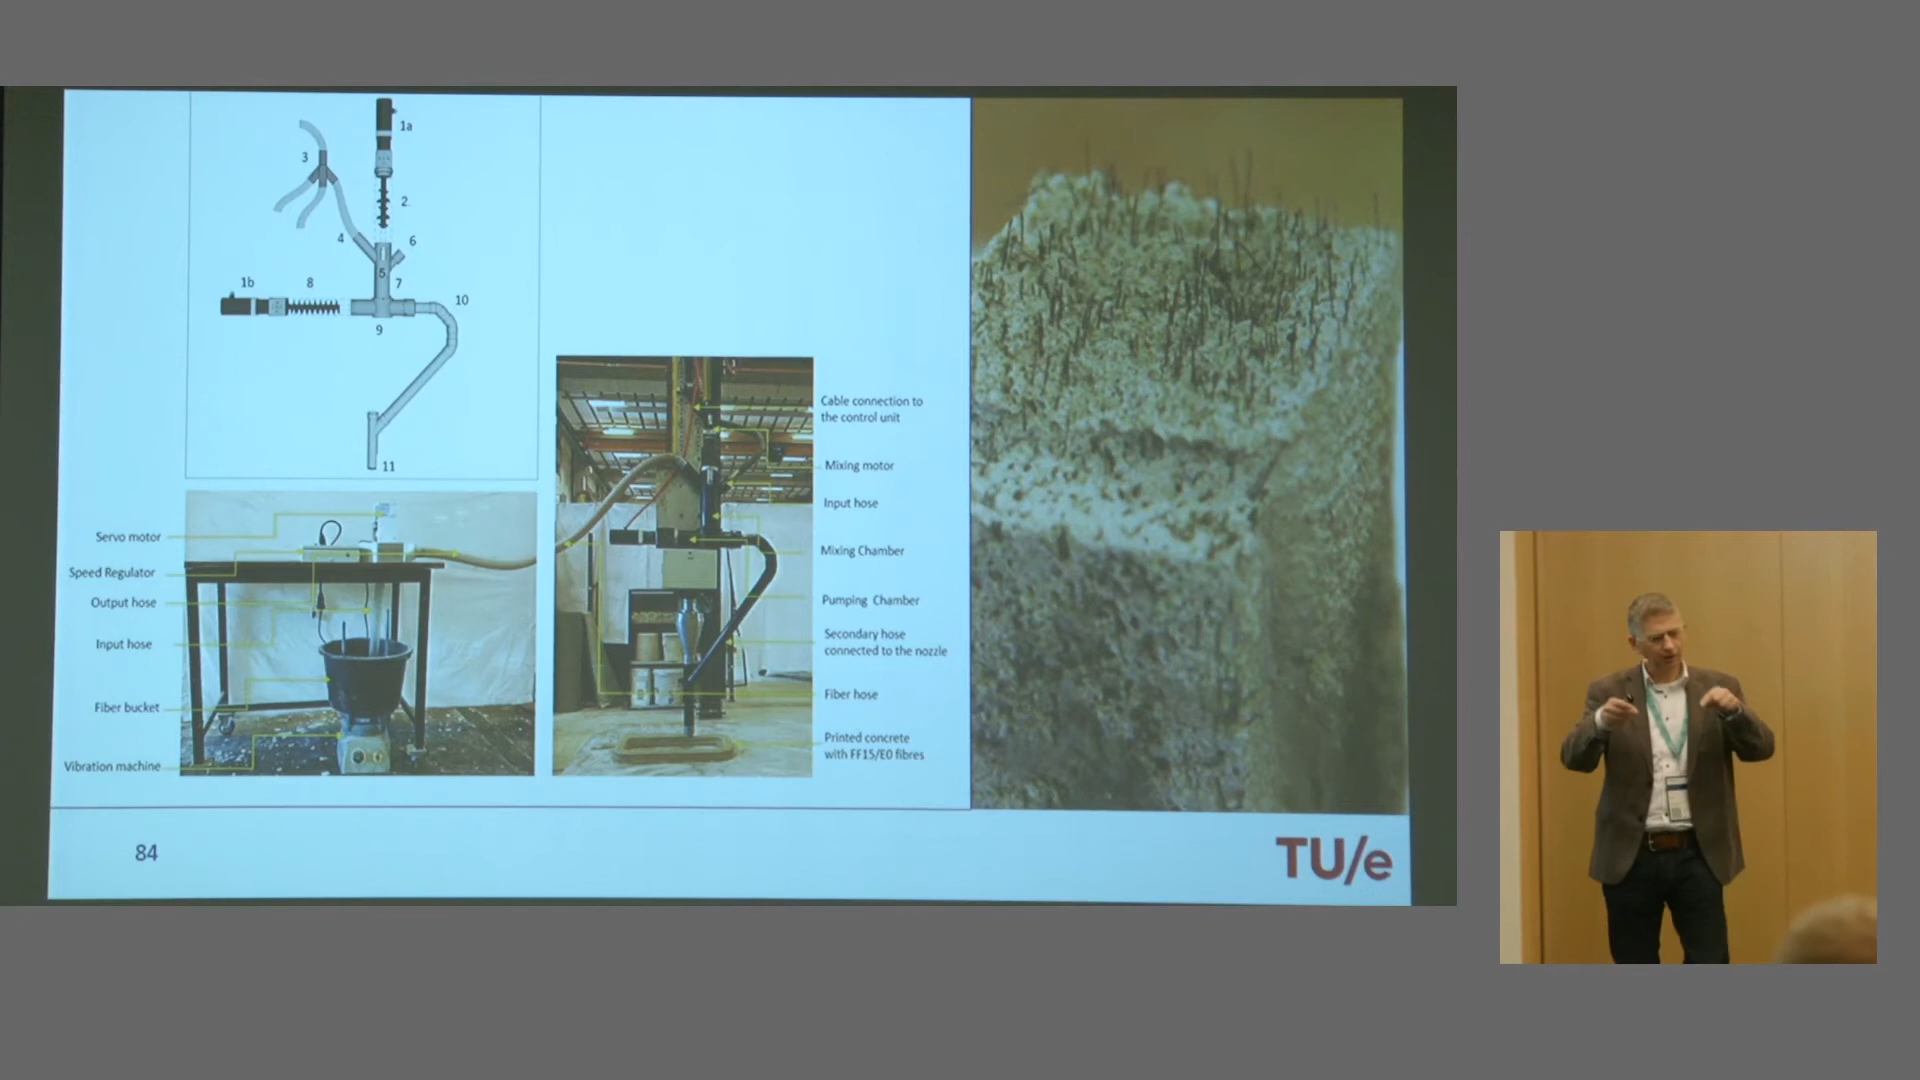 1a
3
2
4
6
5
7
1b
8
10
9
11
Servo motor
Speed Regulator
Output hose
Input hose
Fiber bucket
Vibration machine
Cable connection to
the control unit
Mixing motor
Input hose
Mixing Chamber
Pumping Chamber
Secondary hose
connected to the nozzle
Fiber hose
Printed concrete
with FF15/E0 fibres
84
TU/e